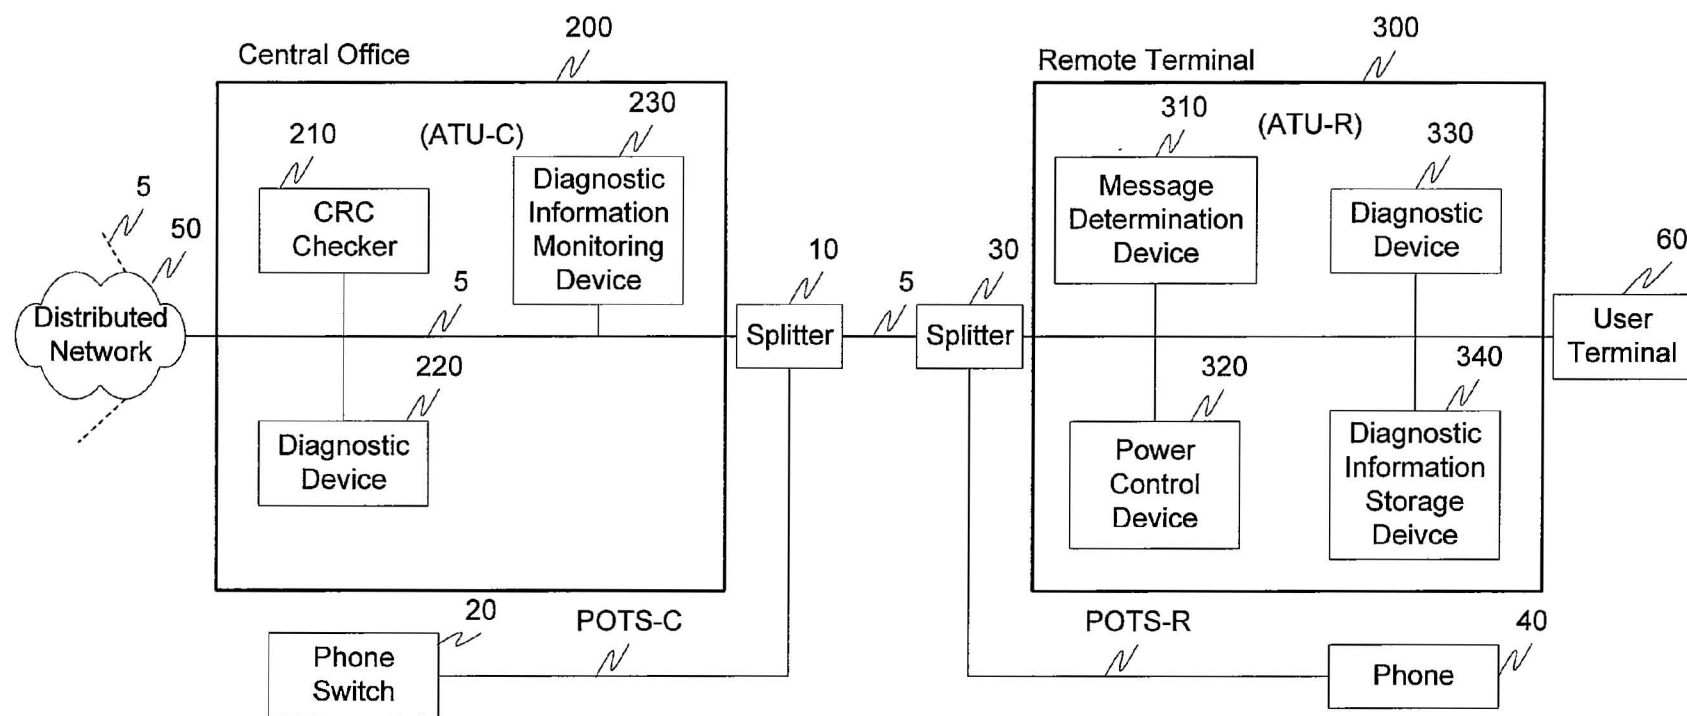 200
300
Central Office
Remote Terminal
230
310
210
(ATU-C)
(ATU-R)
330
5
50
CRC
Checker
Diagnostic
Information
Monitoring
Device
Message
Determination
Device
Diagnostic
Device
10
30
60
5
5
Distributed
Network
Splitter
Splitter
User
Terminal
220
320
340
Diagnostic
Device
Power
Control
Device
Diagnostic
Information
Storage
Deivce
20
POTS-C
POTS-R
40
Phone
Switch
Phone